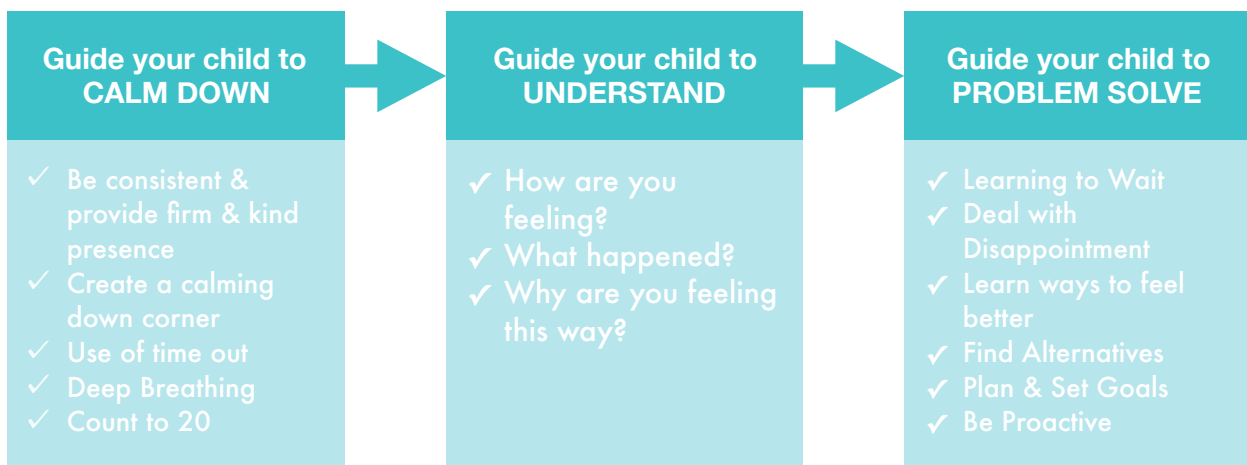 Guide your child to
CALM DOWN
✓ Be consistent &
provide firm & kind
presence
✓ Create a calming
down corner
✓ Use of time out
✓ Deep Breathing
✓ Count to 20
Guide your child to
UNDERSTAND
✓ How are you
feeling?
✓ What happened?
✓ Why are you feeling
this way?
Guide your child to
PROBLEM SOLVE
✓ Learning to Wait
✓ Deal with
Disappointment
✓ Learn ways to feel
better
✓ Find Alternatives
✓ Plan & Set Goals
✓ Be Proactive